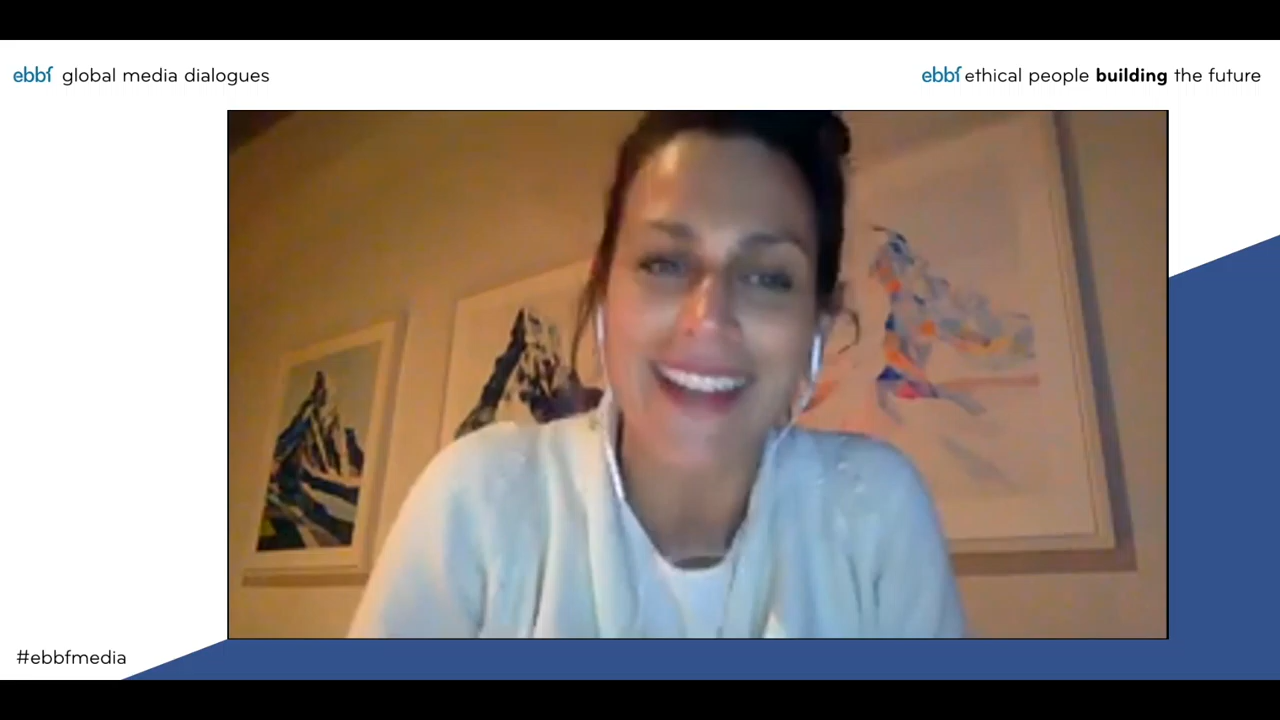 ebbf global media dialogues
ebbf ethical people building the future
#ebbfmedia